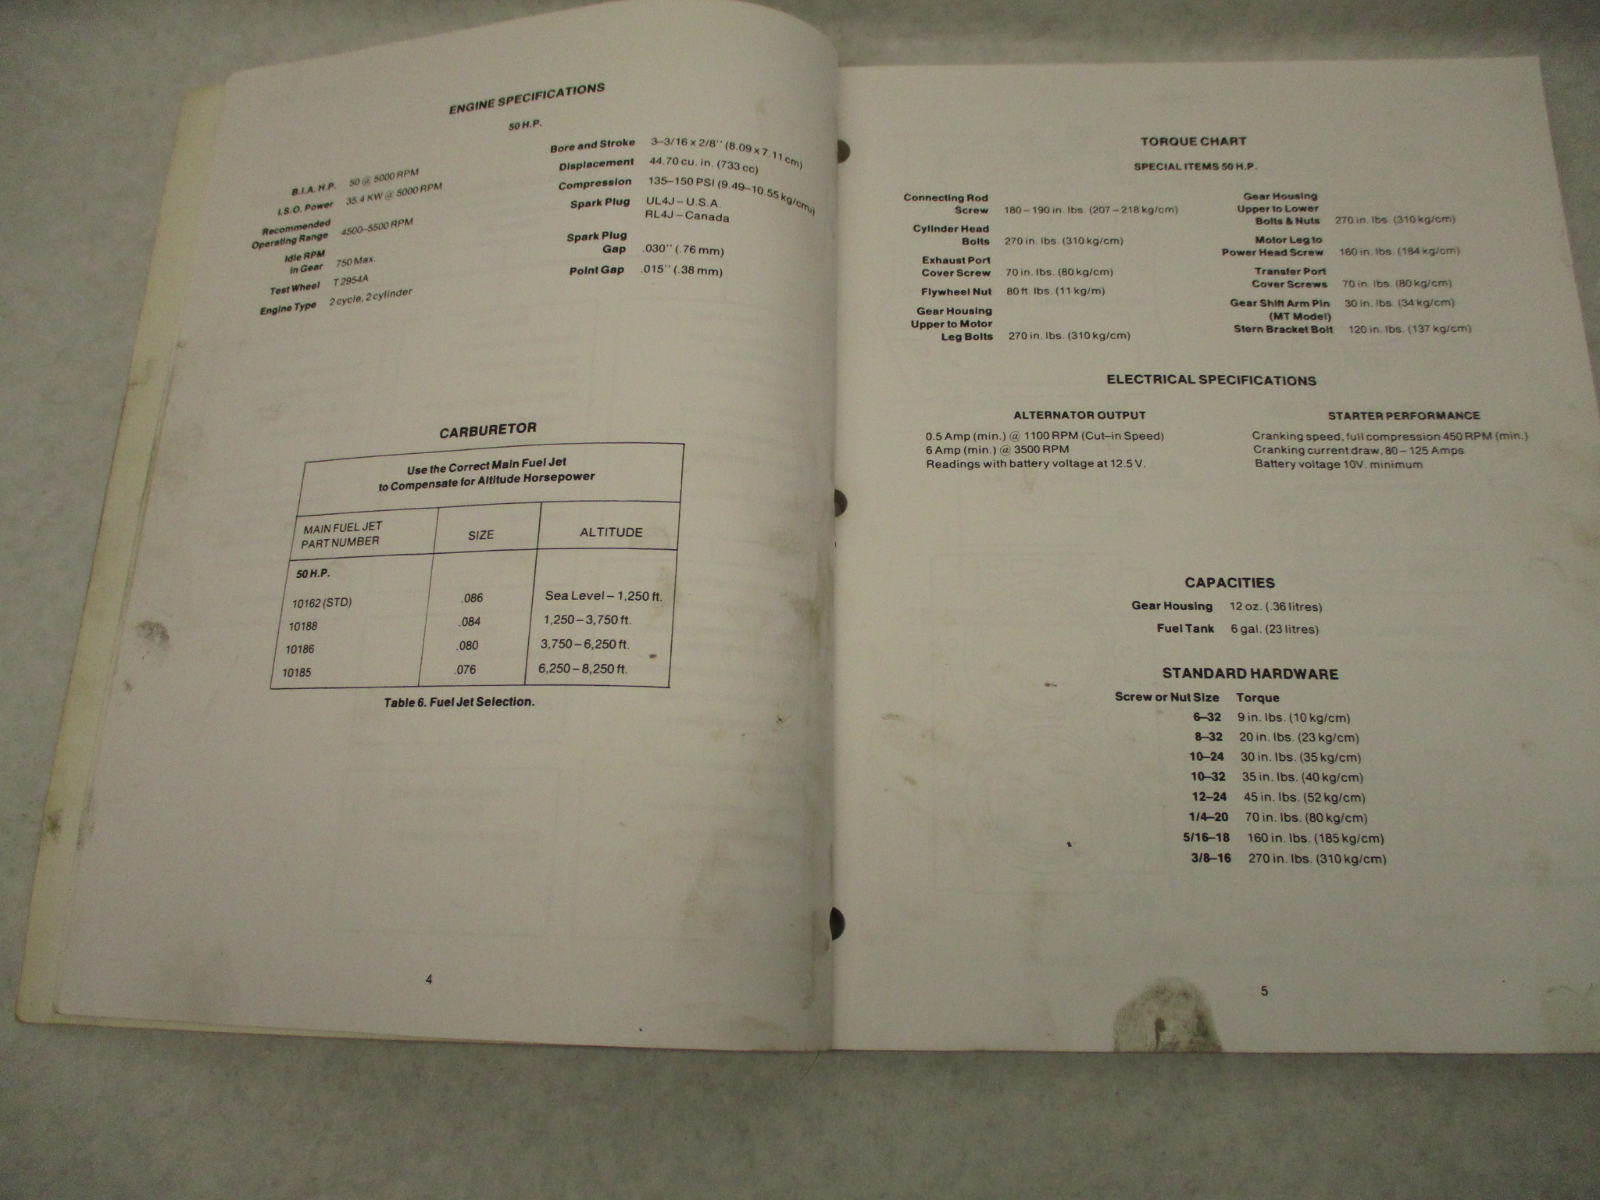 ENGINE SPECIFICATIONS
50 H.P.
B.I.A. H.P. 50 @ 5000 RPM
I.S.O. Power 35.4 KW @ 5000 RPM
Recommended
Operating Range 4500–5500 RPM
Idle RPM
in Gear 750 Max.
Test Wheel T 2954A
Engine Type 2 cycle, 2 cylinder
Bore and Stroke 3–3/16 x 2/8'' (8.09 x 7.11 cm)
Displacement 44.70 cu. in. (733 cc)
Compression 135–150 PSI (9.49–10.55 kg/cm²)
Spark Plug UL4J – U.S.A.
RL4J – Canada
Spark Plug
Gap .030'' (.76 mm)
Point Gap .015'' (.38 mm)
CARBURETOR
Use the Correct Main Fuel Jet
to Compensate for Altitude Horsepower
MAIN FUEL JET
PART NUMBER SIZE ALTITUDE
50 H.P.
10162 (STD) .086 Sea Level – 1,250 ft.
10188 .084 1,250 – 3,750 ft.
10186 .080 3,750 – 6,250 ft.
10185 .076 6,250 – 8,250 ft.
Table 6. Fuel Jet Selection.
4
TORQUE CHART
SPECIAL ITEMS 50 H.P.
Connecting Rod
Screw 180 – 190 in. lbs. (207 – 218 kg/cm)
Cylinder Head
Bolts 270 in. lbs. (310 kg/cm)
Exhaust Port
Cover Screw 70 in. lbs. (80 kg/cm)
Flywheel Nut 80 ft. lbs. (11 kg/m)
Gear Housing
Upper to Motor
Leg Bolts 270 in. lbs. (310 kg/cm)
Gear Housing
Upper to Lower
Bolts & Nuts 270 in. lbs. (310 kg/cm)
Motor Leg to
Power Head Screw 160 in. lbs. (184 kg/cm)
Transfer Port
Cover Screws 70 in. lbs. (80 kg/cm)
Gear Shift Arm Pin 30 in. lbs. (34 kg/cm)
(MT Model)
Stern Bracket Bolt 120 in. lbs. (137 kg/cm)
ELECTRICAL SPECIFICATIONS
ALTERNATOR OUTPUT
0.5 Amp (min.) @ 1100 RPM (Cut–in Speed)
6 Amp (min.) @ 3500 RPM
Readings with battery voltage at 12.5 V.
STARTER PERFORMANCE
Cranking speed, full compression 450 RPM (min.)
Cranking current draw, 80 – 125 Amps
Battery voltage 10V. minimum
CAPACITIES
Gear Housing 12 oz. (.36 litres)
Fuel Tank 6 gal. (23 litres)
STANDARD HARDWARE
Screw or Nut Size Torque
6–32 9 in. lbs. (10 kg/cm)
8–32 20 in. lbs. (23 kg/cm)
10–24 30 in. lbs. (35 kg/cm)
10–32 35 in. lbs. (40 kg/cm)
12–24 45 in. lbs. (52 kg/cm)
1/4–20 70 in. lbs. (80 kg/cm)
5/16–18 160 in. lbs. (185 kg/cm)
3/8–16 270 in. lbs. (310 kg/cm)
5